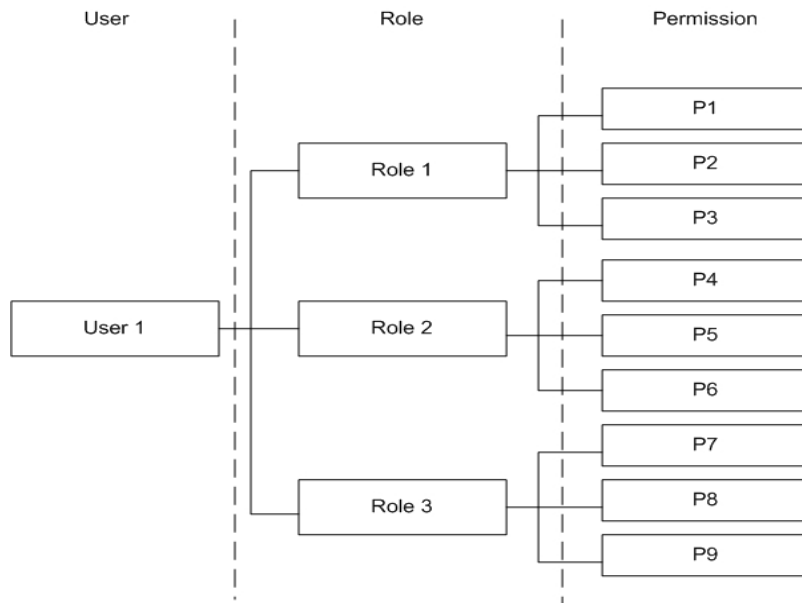 User
Role
Permission
P1
Role 1
P2
P3
P4
User 1
Role 2
P5
P6
P7
Role 3
P8
P9